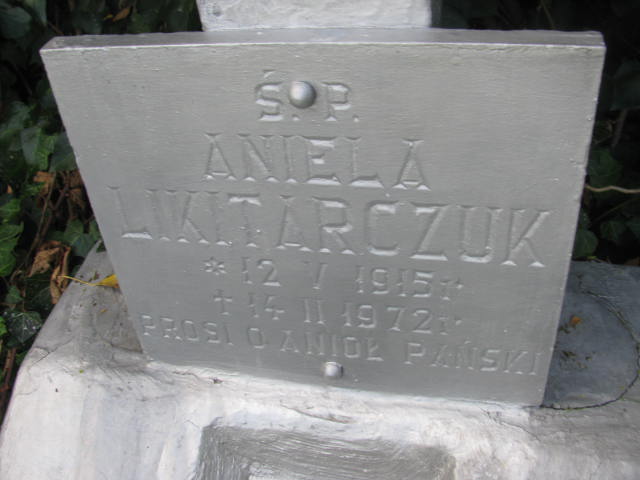 Ś. P.
ANIELA
LIKITARCZUK
* 12 V 1915 r.
† 14 II 1972 r.
PROSI O ANIOŁ PAŃSKI